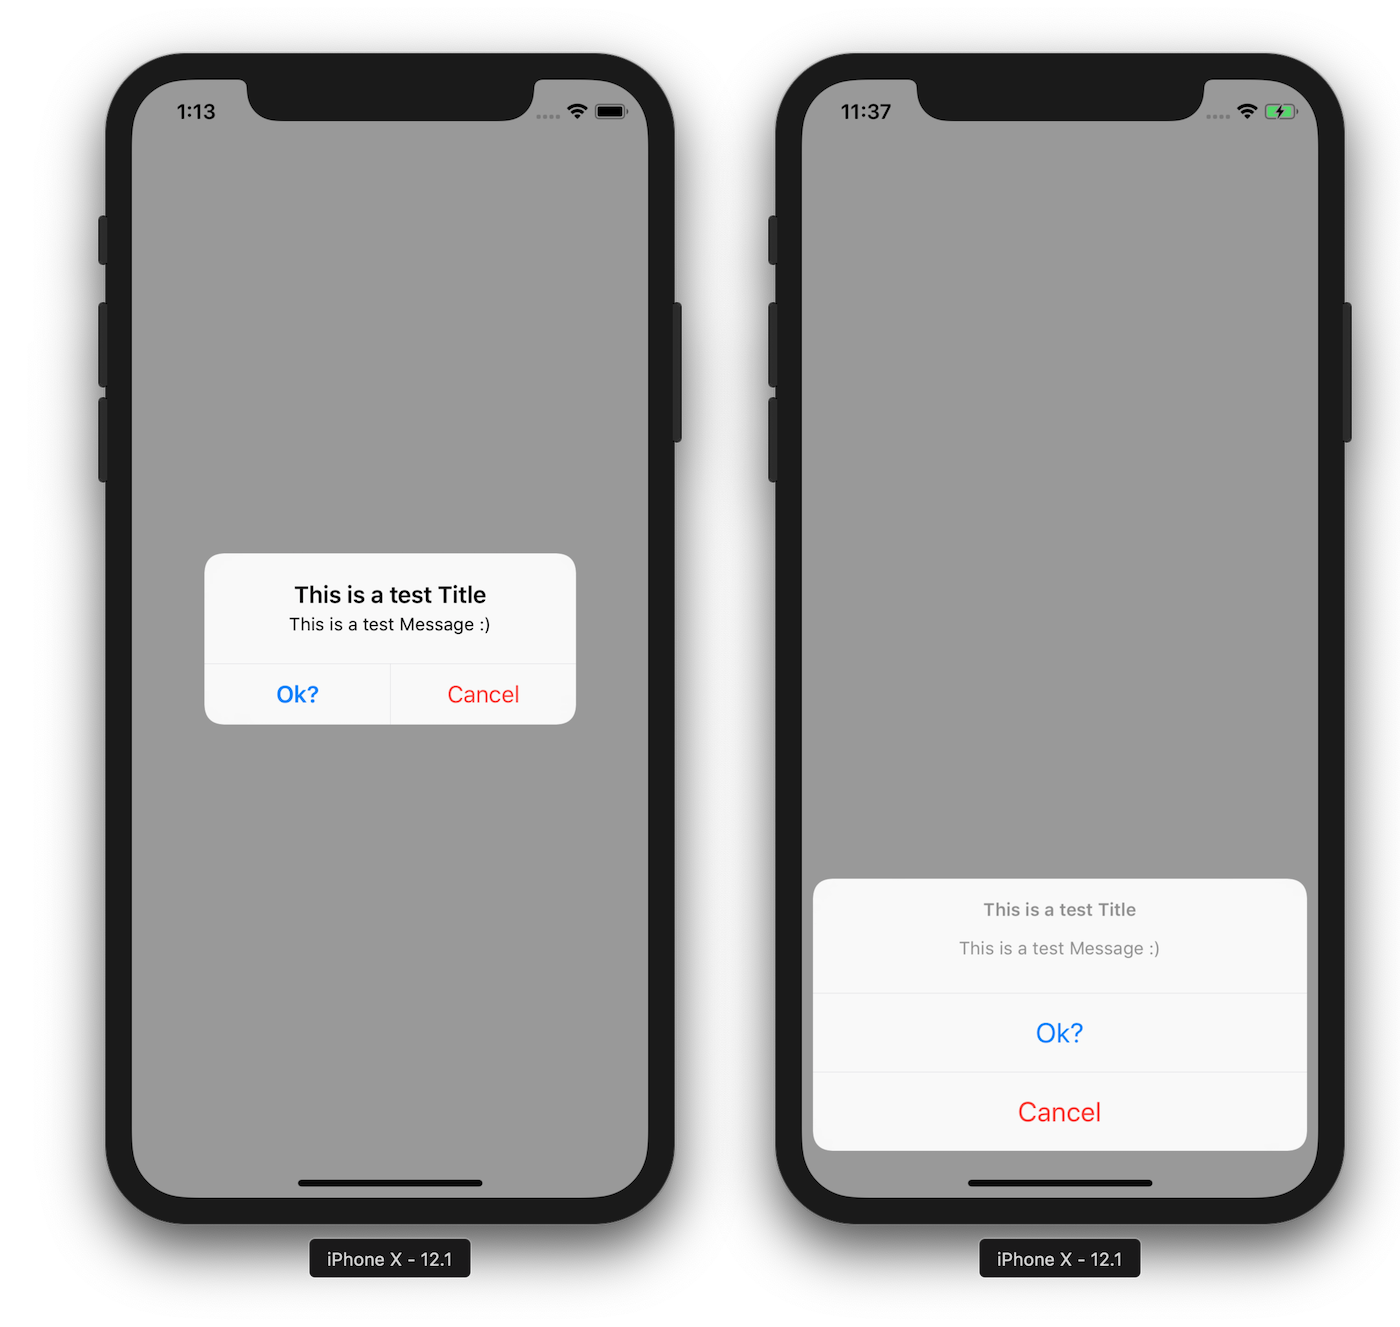 1:13
This is a test Title
This is a test Message :)
Ok?
Cancel
iPhone X - 12.1
11:37
This is a test Title
This is a test Message :)
Ok?
Cancel
iPhone X - 12.1